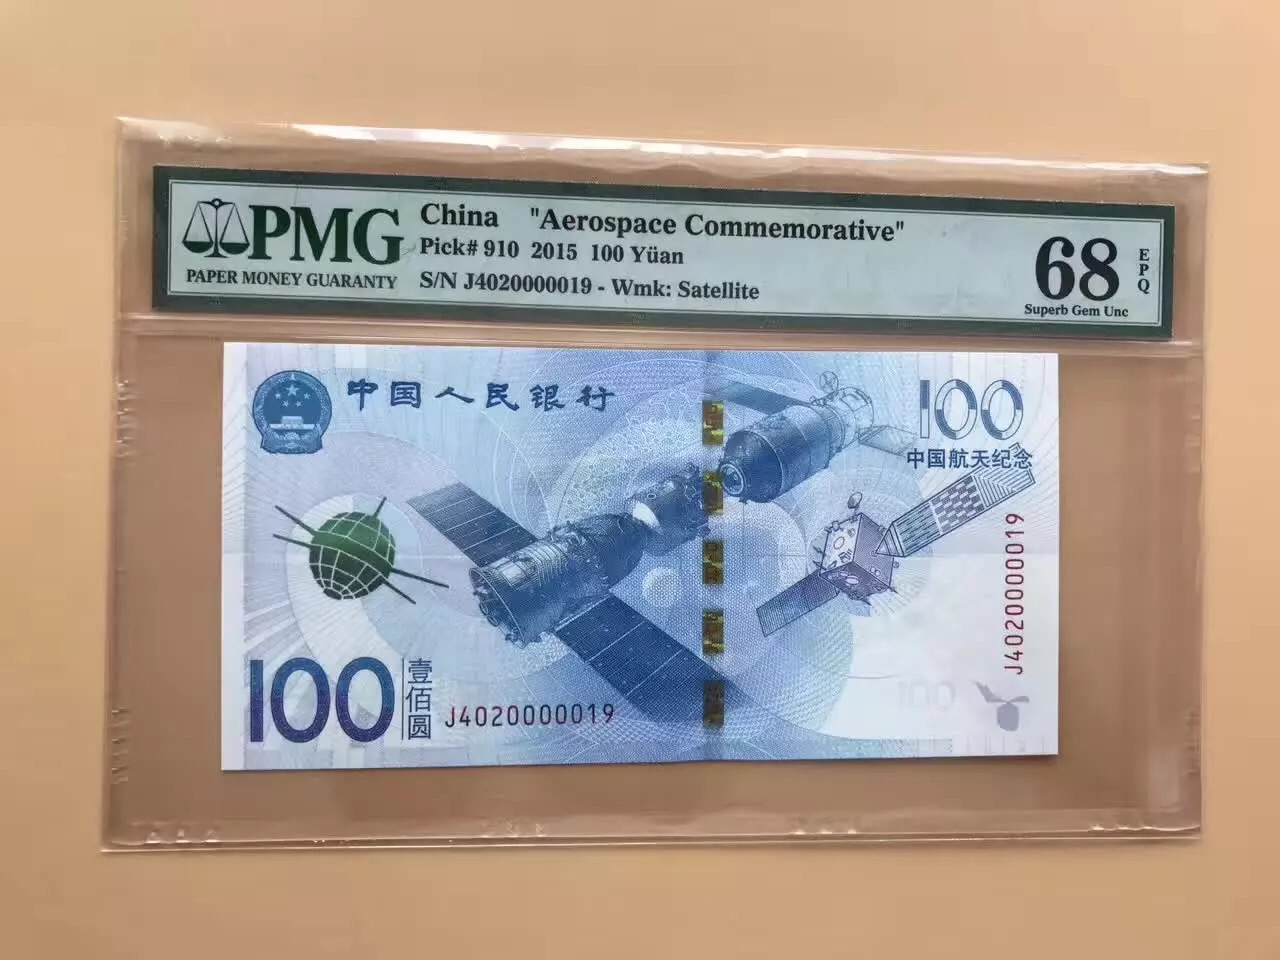 PMG
PAPER MONEY GUARANTY
China "Aerospace Commemorative"
Pick# 910 2015 100 Yüan
S/N J4020000019 - Wmk: Satellite
68
EPQ
Superb Gem Unc
中国人民银行
100
中国航天纪念
J4020000019
100
壹佰圆
J4020000019
100